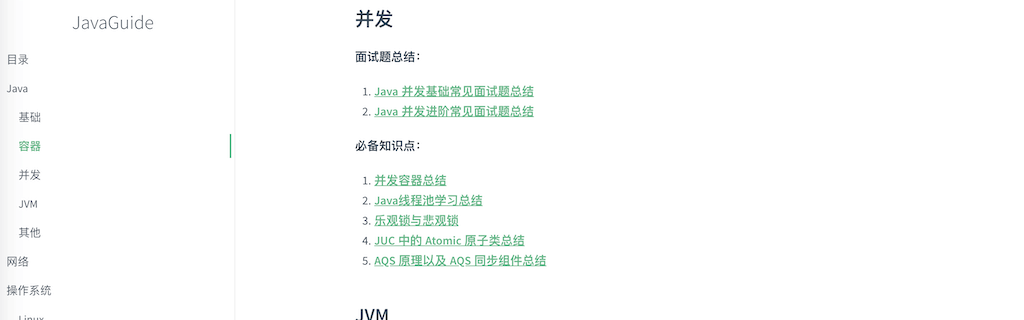 JavaGuide
目录
Java
基础
容器
并发
JVM
其他
网络
操作系统
Linux
并发
面试题总结：
1. Java 并发基础常见面试题总结
2. Java 并发进阶常见面试题总结
必备知识点：
1. 并发容器总结
2. Java线程池学习总结
3. 乐观锁与悲观锁
4. JUC 中的 Atomic 原子类总结
5. AQS 原理以及 AQS 同步组件总结
JVM